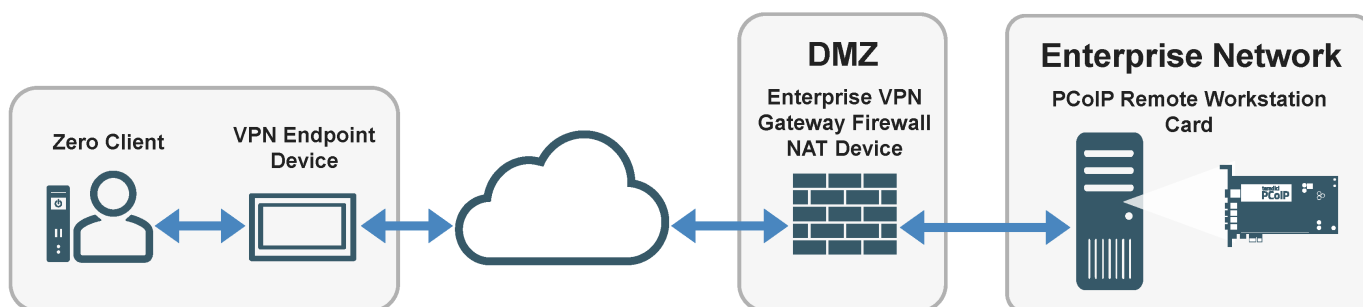 Zero Client
VPN Endpoint
Device
DMZ
Enterprise VPN
Gateway Firewall
NAT Device
Enterprise Network
PCoIP Remote Workstation
Card
teradici
PCoIP